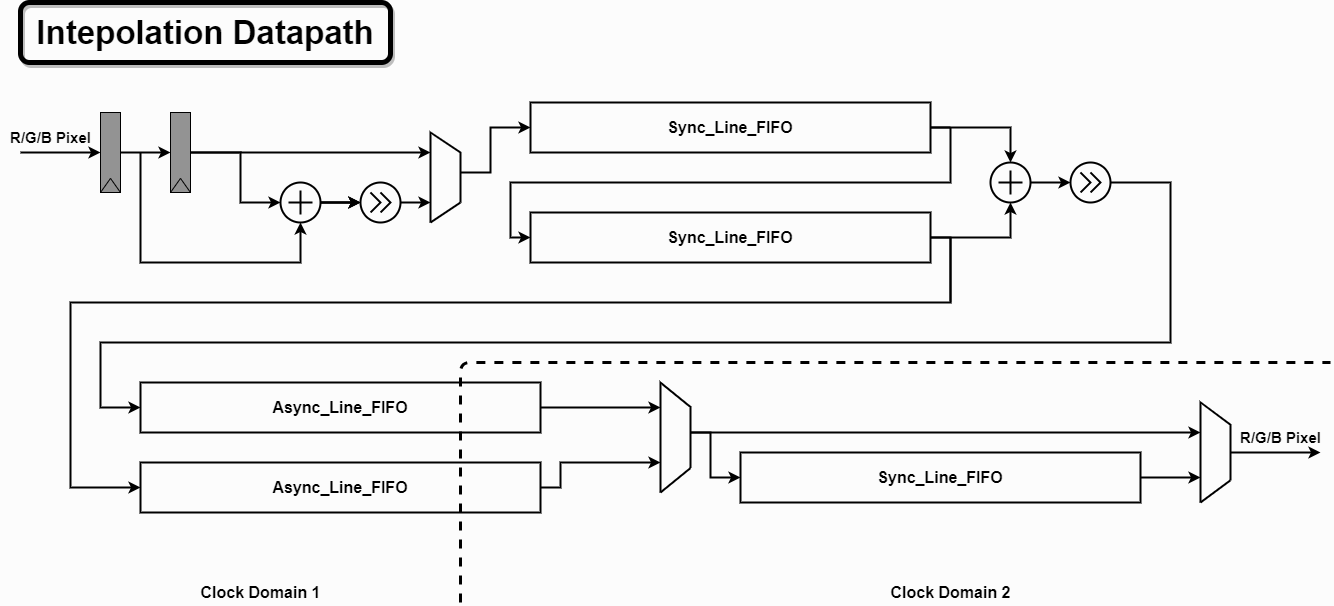 Intepolation Datapath
R/G/B Pixel
Sync_Line_FIFO
Sync_Line_FIFO
Async_Line_FIFO
R/G/B Pixel
Sync_Line_FIFO
Async_Line_FIFO
Clock Domain 1
Clock Domain 2